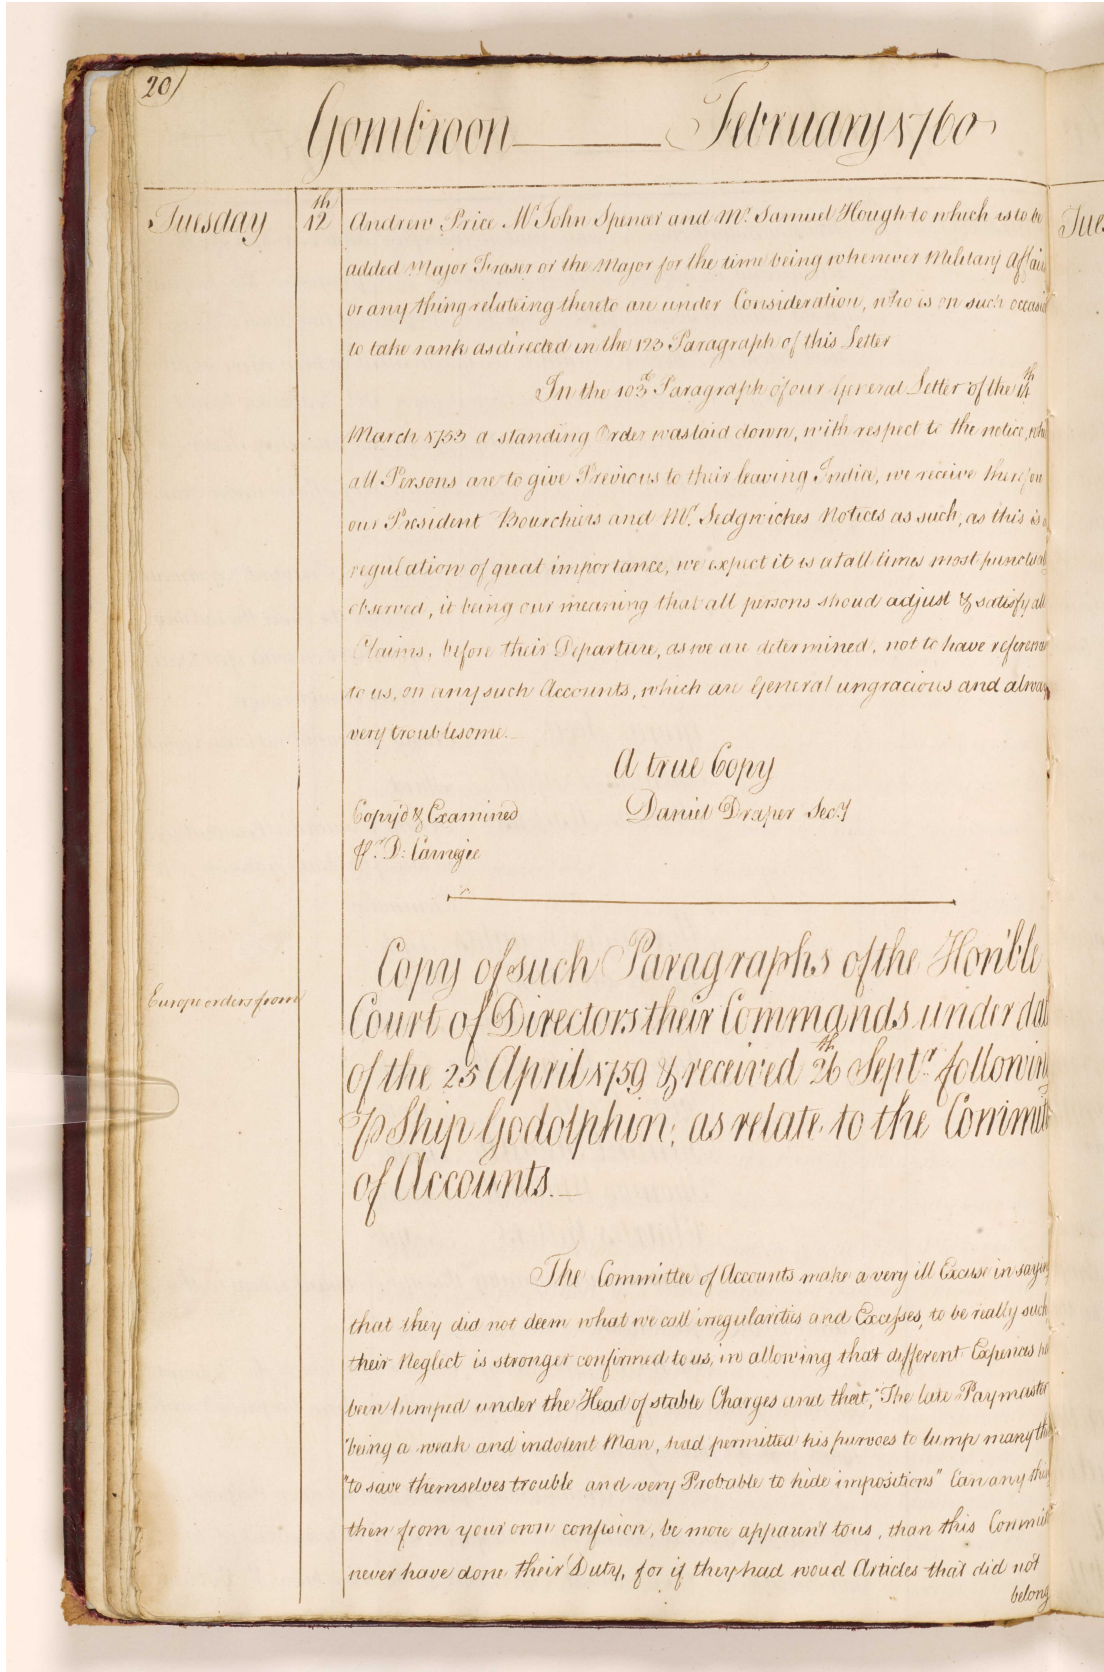 20
Gombroon February 1760
Tuesday 12th Andrew Price Mr John Spencer and Mr. Samuel Hough to which is to be
added Major Fraser or the Major for the time being whenever Military Affairs
or any thing relateing thereto are under Consideration, who is on such occasi
to take rank as directed in the 123 Paragraph of this Letter
In the 103d Paragraph of our General Letter of the th
March 1753 a standing Order was laid down, with respect to the notice,
all Persons are to give Previous to their leaving India, we receive therefore
our President Bourchiers and Mr. Sedgwickes Notices as such, as this is a
regulation of great importance, we expect it is at all times most punctually
observed, it being our meaning that all persons shoud adjust & satisfy all
Claims, before their Departure, as we are determined, not to have reference
to us, on any such Accounts, which are General ungracious and always
very troublesome.
A true Copy
Copy'd & Examined Daniel Draper Secy
Pr. D: Carnegie
Copy of such Paragraphs of the Hon'ble
Europe orders from Court of Directors their Commands under date
of the 25 April 1759 & received 26th Septr. following
P Ship Godolphin, as relate to the Committe
of Accounts.
The Committee of Accounts make a very ill Excuse in saying
that they did not deem what we call irregularities and Excesses, to be really such
their Neglect is stronger confirmed to us, in allowing that different Expences
been lumped under the Head of stable Charges and that, "The late Paymaster
"being a weak and indolent Man, had permitted his purvoes to lump many
"to save themselves trouble and very Probable to hide impositions" Can any thing
then from your own confesion, be more apparent to us, than this Committe
never have done their Duty, for if they had woud Articles that did not
belong